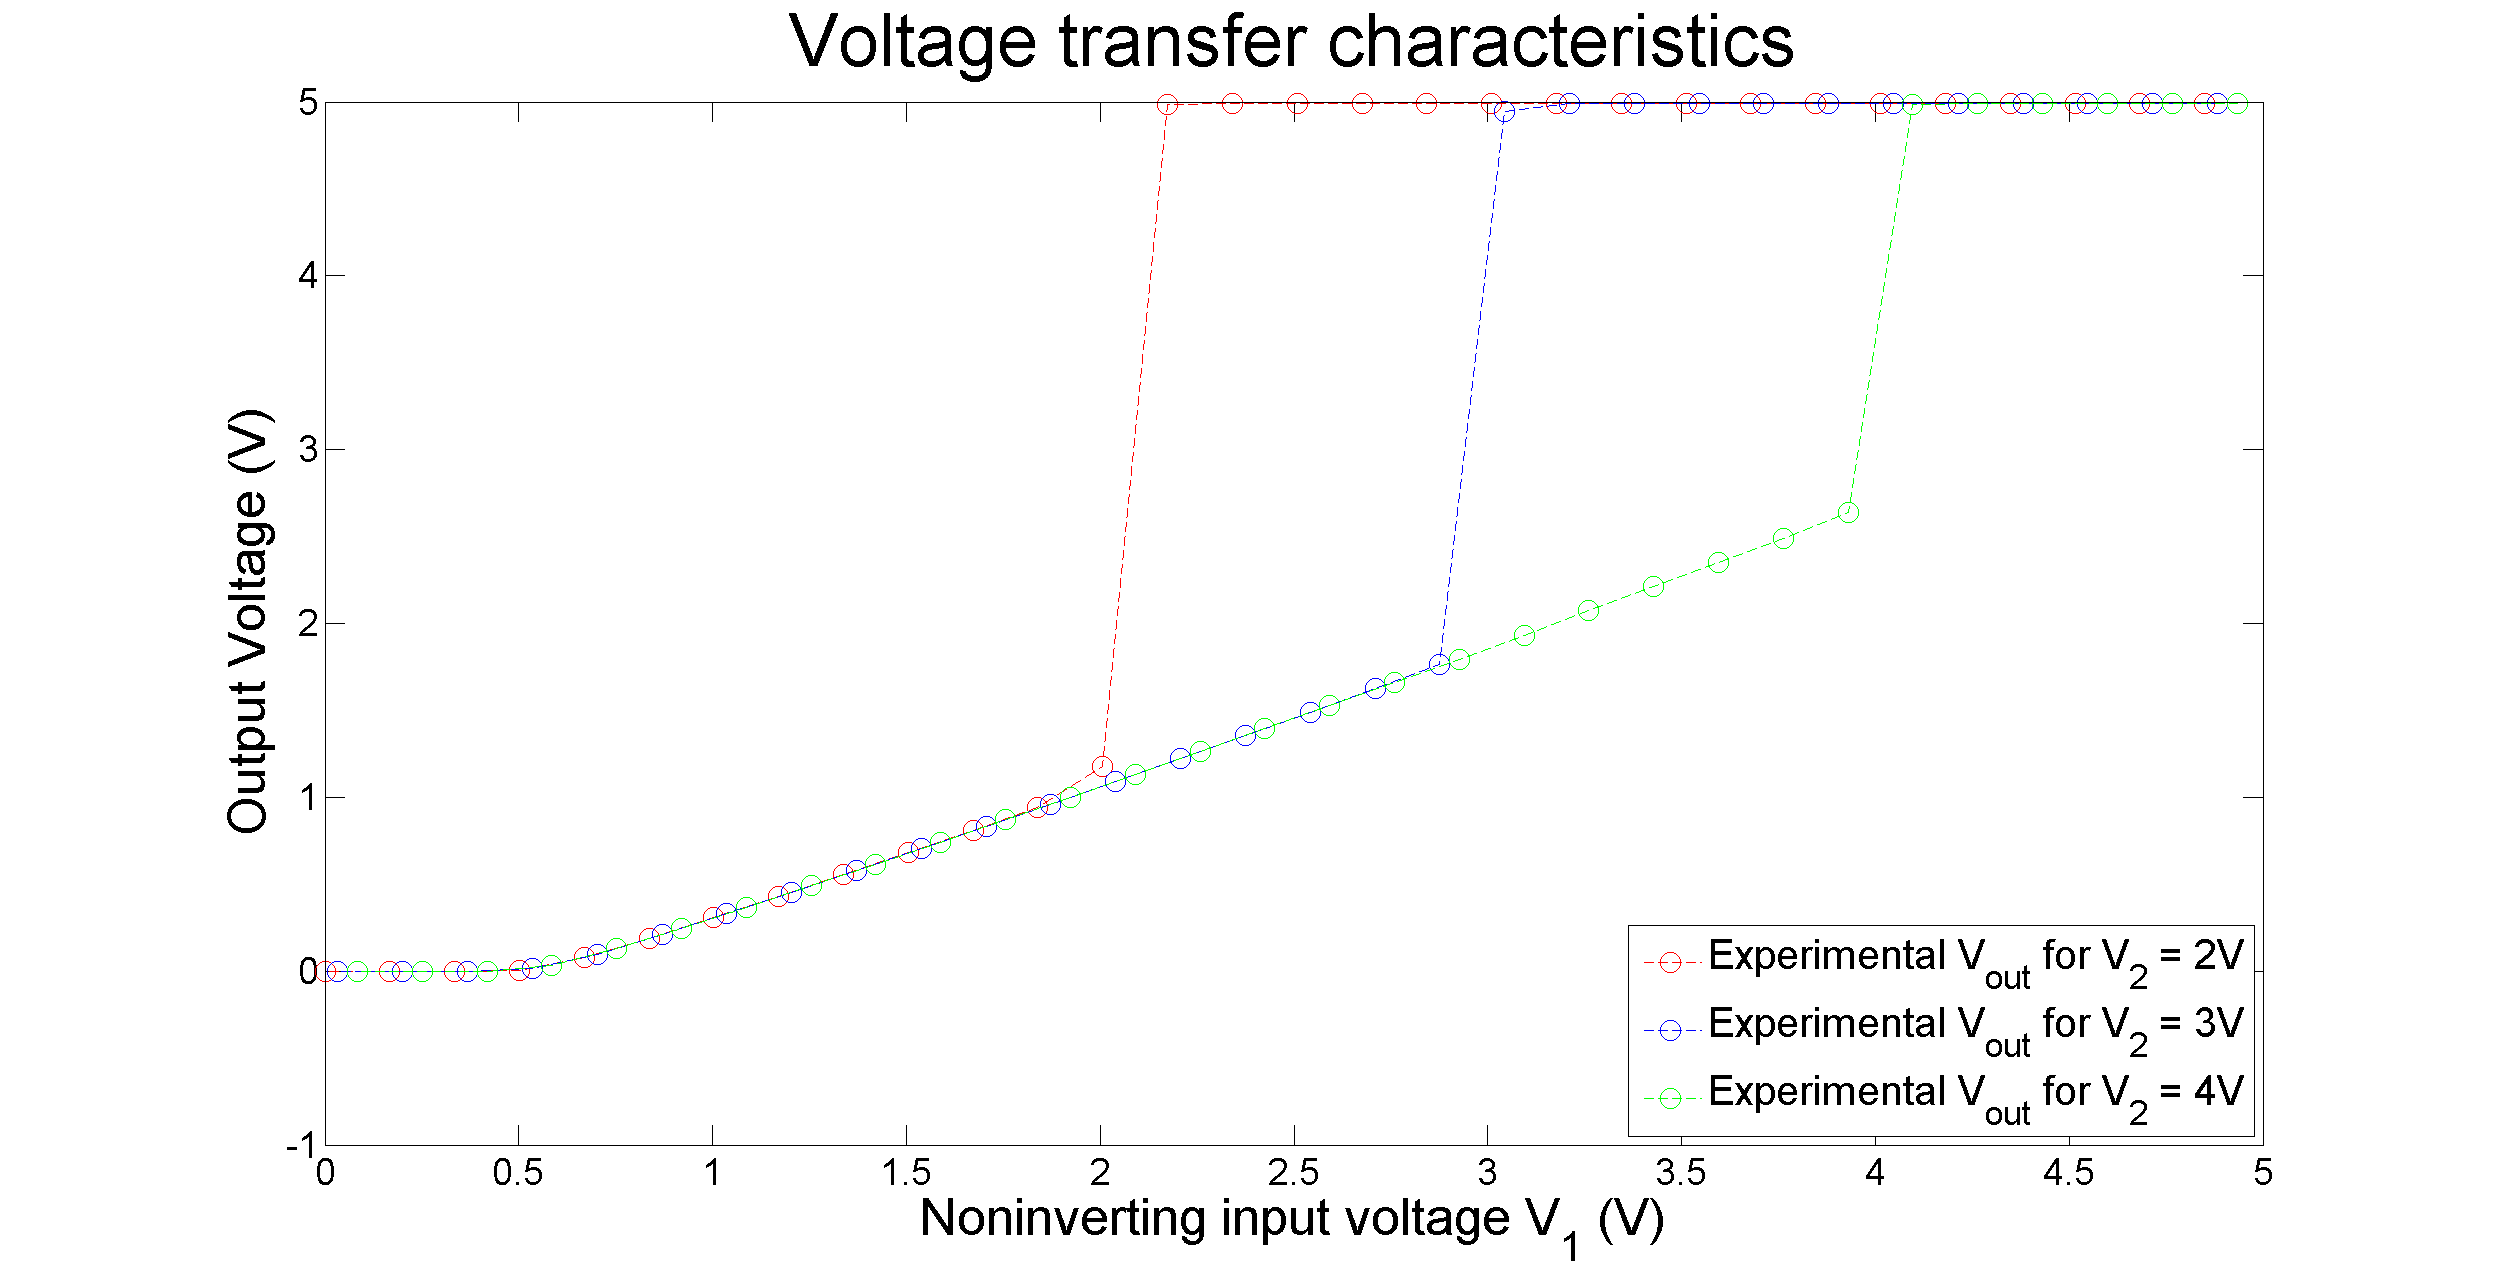 Voltage transfer characteristics
5
4
3
2
1
0
-1
Output Voltage (V)
0 0.5 1 1.5 2 2.5 3 3.5 4 4.5 5
Noninverting input voltage V1 (V)
Experimental Vout for V2 = 2V
Experimental Vout for V2 = 3V
Experimental Vout for V2 = 4V